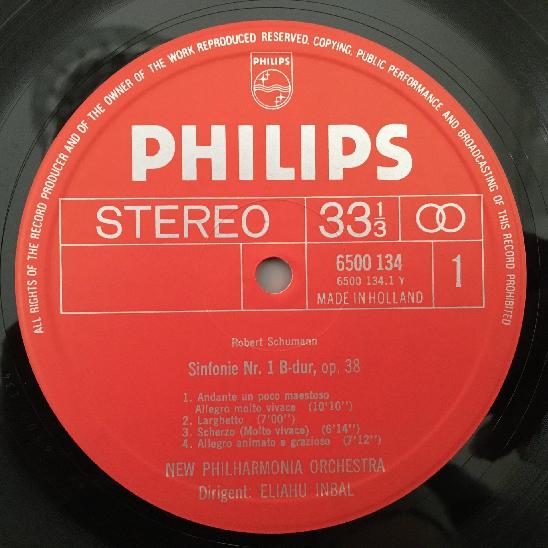 ALL RIGHTS OF THE RECORD PRODUCER AND OF THE OWNER OF THE WORK REPRODUCED RESERVED. COPYING, PUBLIC PERFORMANCE AND BROADCASTING OF THIS RECORD PROHIBITED
PHILIPS
PHILIPS
STEREO 33 1/3
6500 134
6500 134.1 Y
MADE IN HOLLAND
1
Robert Schumann
Sinfonie Nr. 1 B-dur, op. 38
1. Andante un poco maestoso
Allegro molto vivace (10'10'')
2. Larghetto (7'00'')
3. Scherzo (Molto vivace) (6'14'')
4. Allegro animato e grazioso (7'12'')
NEW PHILHARMONIA ORCHESTRA
Dirigent: ELIAHU INBAL